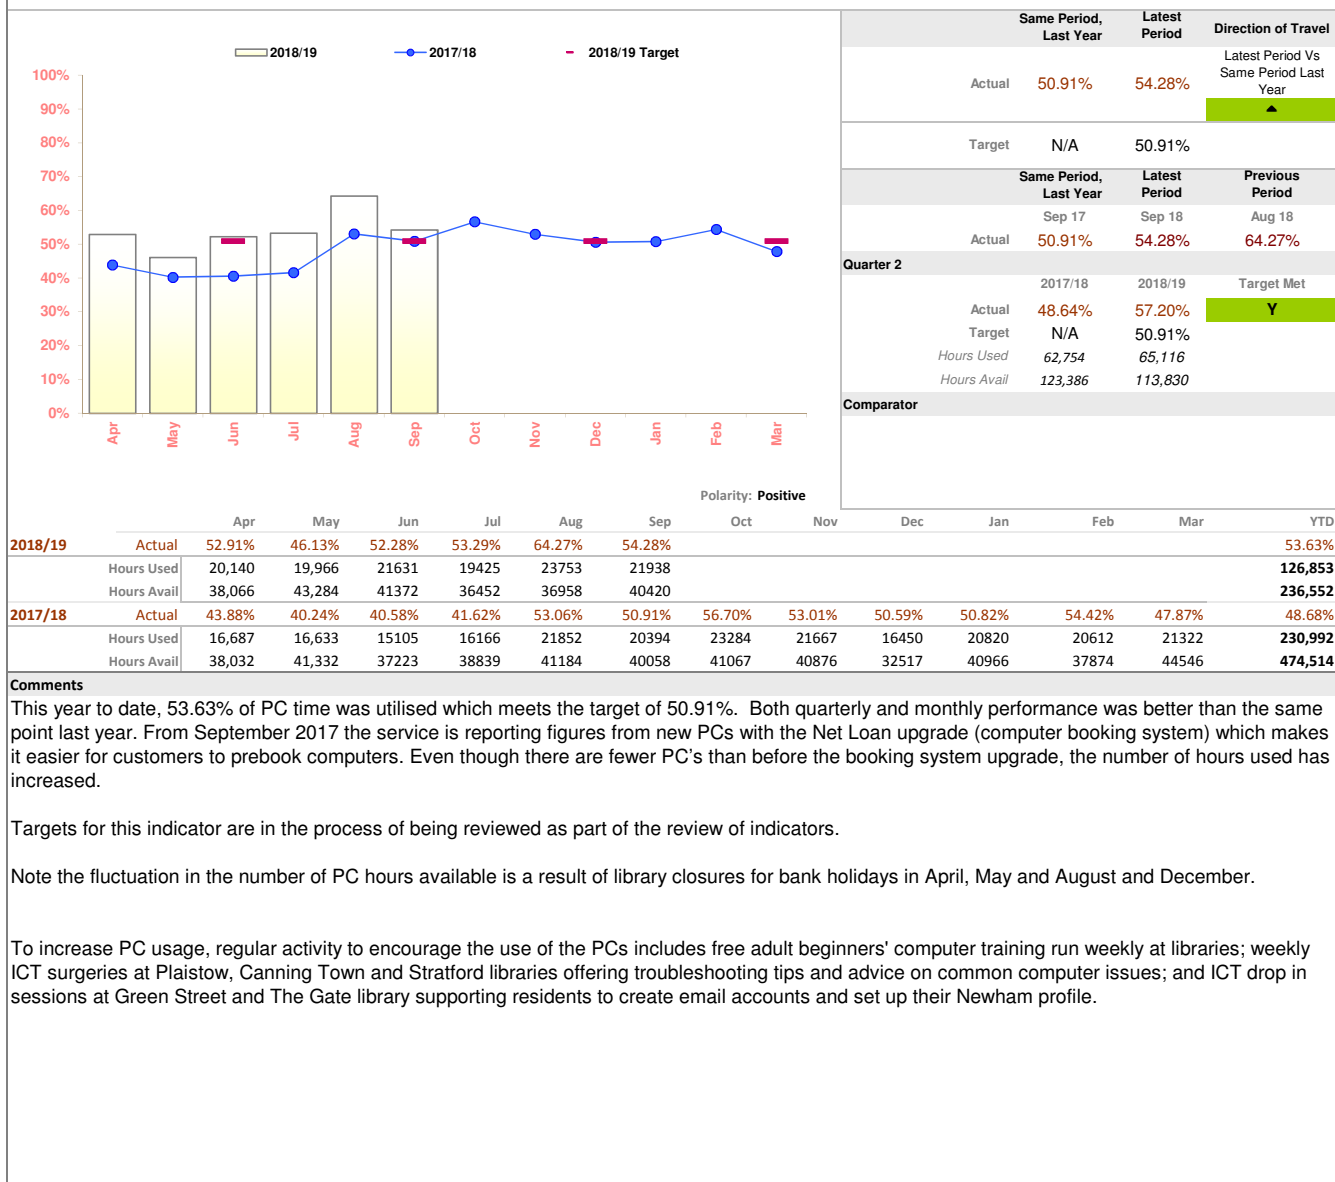 2018/19 2017/18 2018/19 Target
100%
90%
80%
70%
60%
50%
40%
30%
20%
10%
0%
Apr May Jun Jul Aug Sep Oct Nov Dec Jan Feb Mar
Polarity: Positive
Same Period, Last Year Latest Period Direction of Travel
Latest Period Vs Same Period Last Year
Actual 50.91% 54.28%
Target N/A 50.91%
Same Period, Last Year Latest Period Previous Period
Sep 17 Sep 18 Aug 18
Actual 50.91% 54.28% 64.27%
Quarter 2
2017/18 2018/19 Target Met
Actual 48.64% 57.20% Y
Target N/A 50.91%
Hours Used 62,754 65,116
Hours Avail 123,386 113,830
Comparator
Apr May Jun Jul Aug Sep Oct Nov Dec Jan Feb Mar YTD
2018/19 Actual 52.91% 46.13% 52.28% 53.29% 64.27% 54.28% 53.63%
Hours Used 20,140 19,966 21631 19425 23753 21938 126,853
Hours Avail 38,066 43,284 41372 36452 36958 40420 236,552
2017/18 Actual 43.88% 40.24% 40.58% 41.62% 53.06% 50.91% 56.70% 53.01% 50.59% 50.82% 54.42% 47.87% 48.68%
Hours Used 16,687 16,633 15105 16166 21852 20394 23284 21667 16450 20820 20612 21322 230,992
Hours Avail 38,032 41,332 37223 38839 41184 40058 41067 40876 32517 40966 37874 44546 474,514
Comments
This year to date, 53.63% of PC time was utilised which meets the target of 50.91%. Both quarterly and monthly performance was better than the same
point last year. From September 2017 the service is reporting figures from new PCs with the Net Loan upgrade (computer booking system) which makes
it easier for customers to prebook computers. Even though there are fewer PC's than before the booking system upgrade, the number of hours used has
increased.
Targets for this indicator are in the process of being reviewed as part of the review of indicators.
Note the fluctuation in the number of PC hours available is a result of library closures for bank holidays in April, May and August and December.
To increase PC usage, regular activity to encourage the use of the PCs includes free adult beginners' computer training run weekly at libraries; weekly
ICT surgeries at Plaistow, Canning Town and Stratford libraries offering troubleshooting tips and advice on common computer issues; and ICT drop in
sessions at Green Street and The Gate library supporting residents to create email accounts and set up their Newham profile.